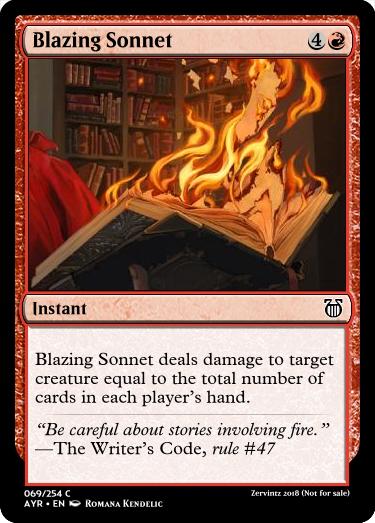 Blazing Sonnet 4
Instant
Blazing Sonnet deals damage to target
creature equal to the total number of
cards in each player's hand.
“Be careful about stories involving fire.”
—The Writer's Code, rule #47
069/254 C
AYR • EN Romana Kendelic
Zervintz 2018 (Not for sale)